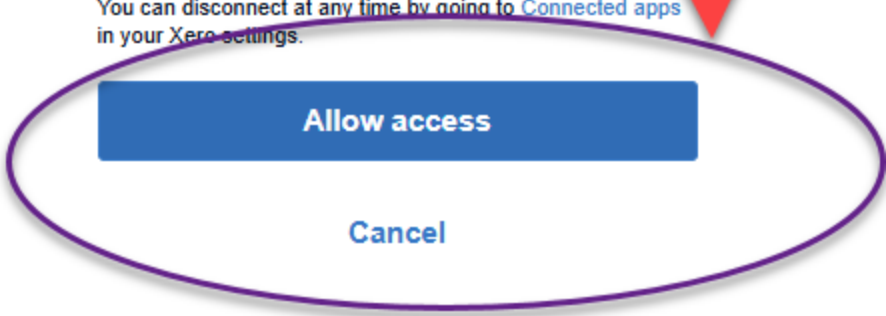 You can disconnect at any time by going to Connected apps
in your Xero settings.
Allow access
Cancel